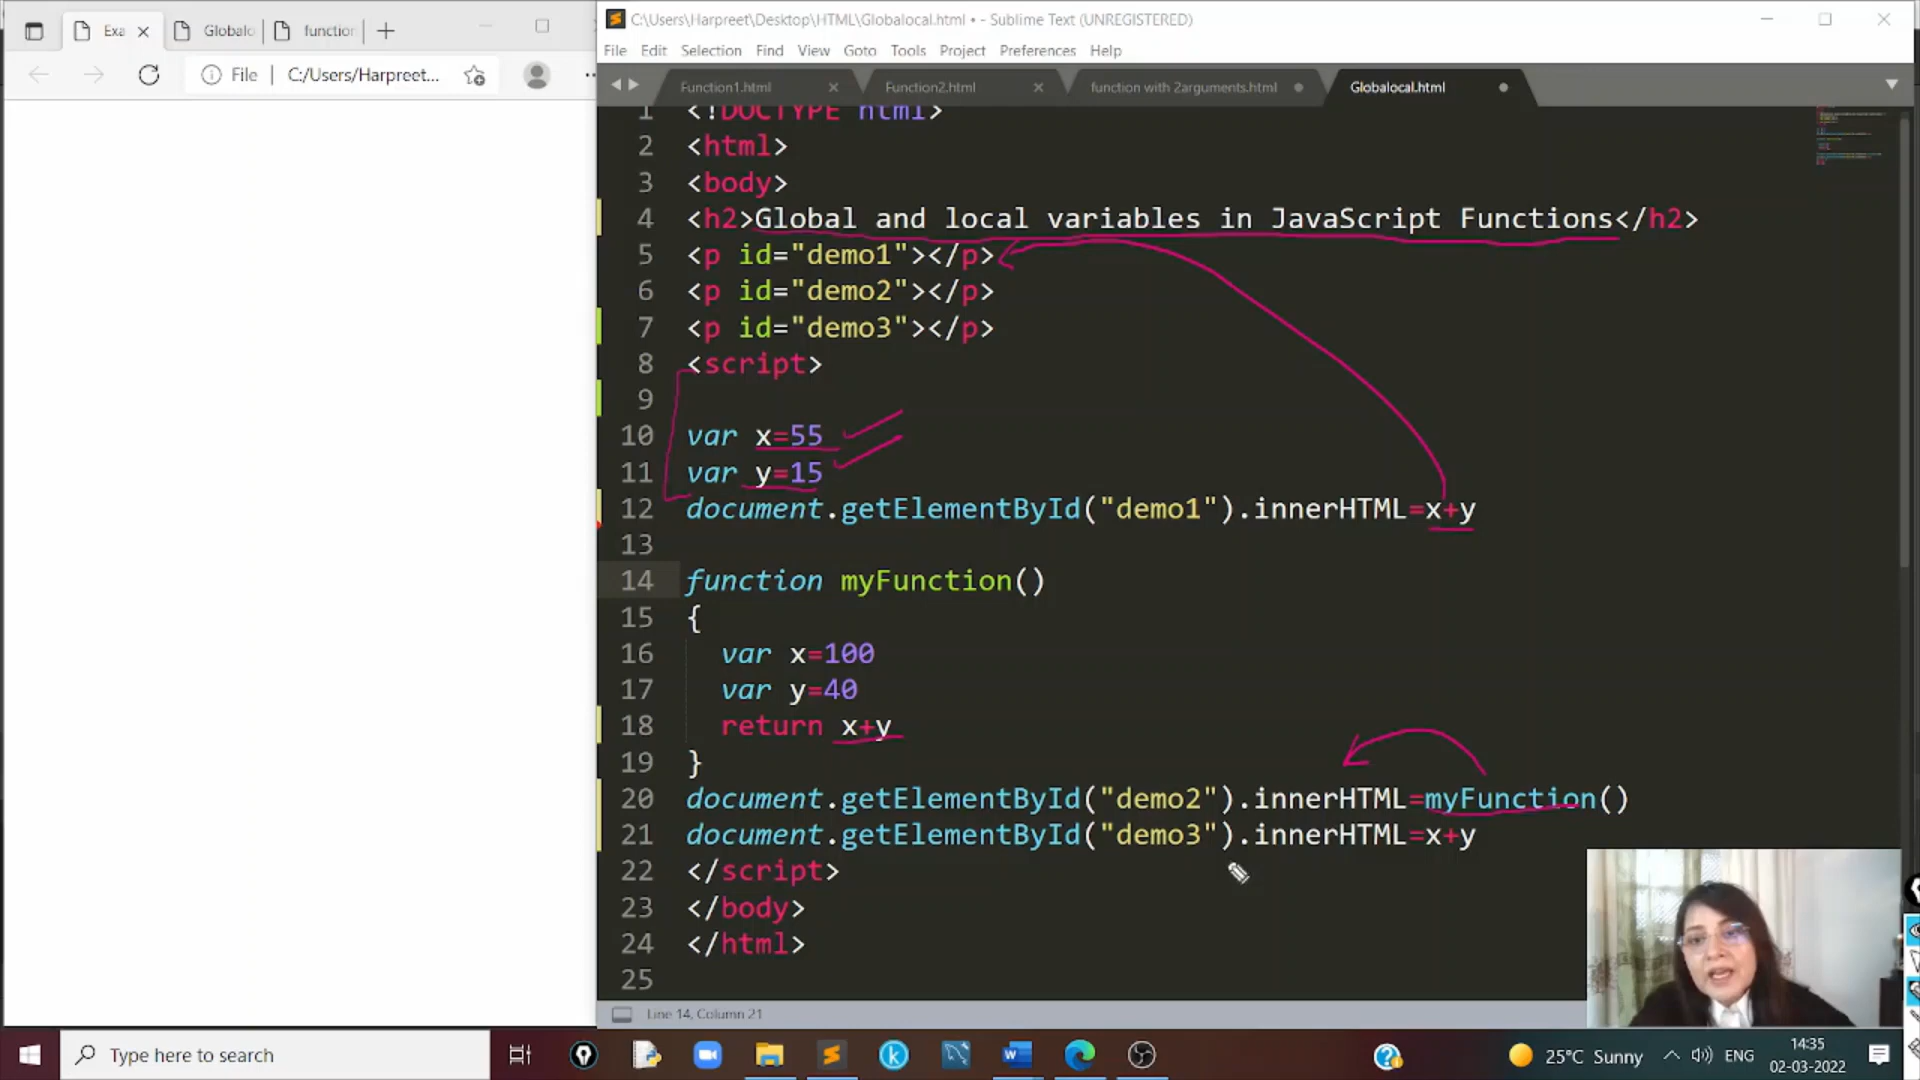 Exa
Globalo
function
File
C:/Users/Harpreet...
C:\Users\Harpreet\Desktop\HTML\Globalocal.html • - Sublime Text (UNREGISTERED)
File Edit Selection Find View Goto Tools Project Preferences Help
Function1.html
Function2.html
function with 2arguments.html
Globalocal.html
1 <!DOCTYPE html>
2 <html>
3 <body>
4 <h2>Global and local variables in JavaScript Functions</h2>
5 <p id="demo1"></p>
6 <p id="demo2"></p>
7 <p id="demo3"></p>
8 <script>
9
10 var x=55
11 var y=15
12 document.getElementById("demo1").innerHTML=x+y
13
14 function myFunction()
15 {
16 var x=100
17 var y=40
18 return x+y
19 }
20 document.getElementById("demo2").innerHTML=myFunction()
21 document.getElementById("demo3").innerHTML=x+y
22 </script>
23 </body>
24 </html>
25
Line 14, Column 21
Type here to search
25°C Sunny
ENG
14:35
02-03-2022